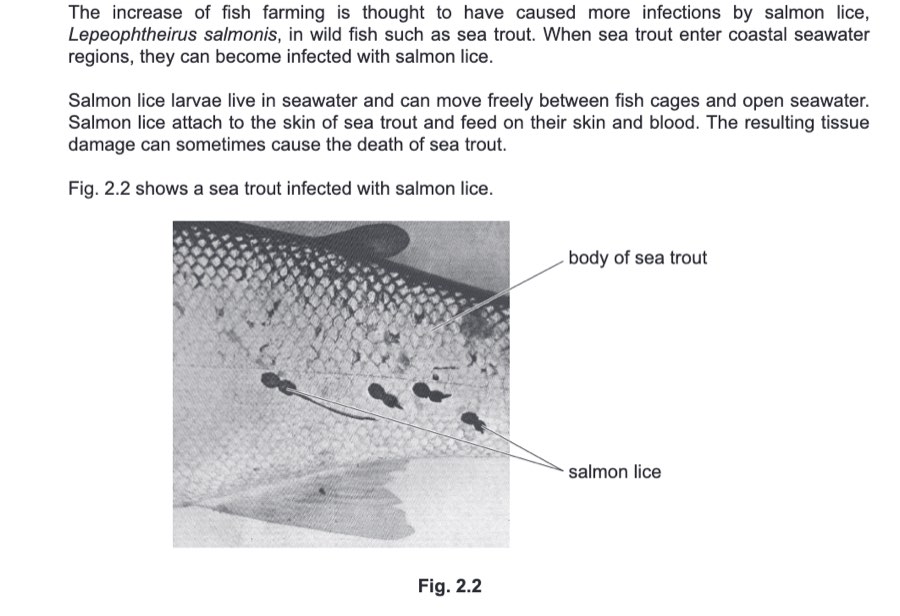 The increase of fish farming is thought to have caused more infections by salmon lice,
Lepeophtheirus salmonis, in wild fish such as sea trout. When sea trout enter coastal seawater
regions, they can become infected with salmon lice.
Salmon lice larvae live in seawater and can move freely between fish cages and open seawater.
Salmon lice attach to the skin of sea trout and feed on their skin and blood. The resulting tissue
damage can sometimes cause the death of sea trout.
Fig. 2.2 shows a sea trout infected with salmon lice.
body of sea trout
salmon lice
Fig. 2.2